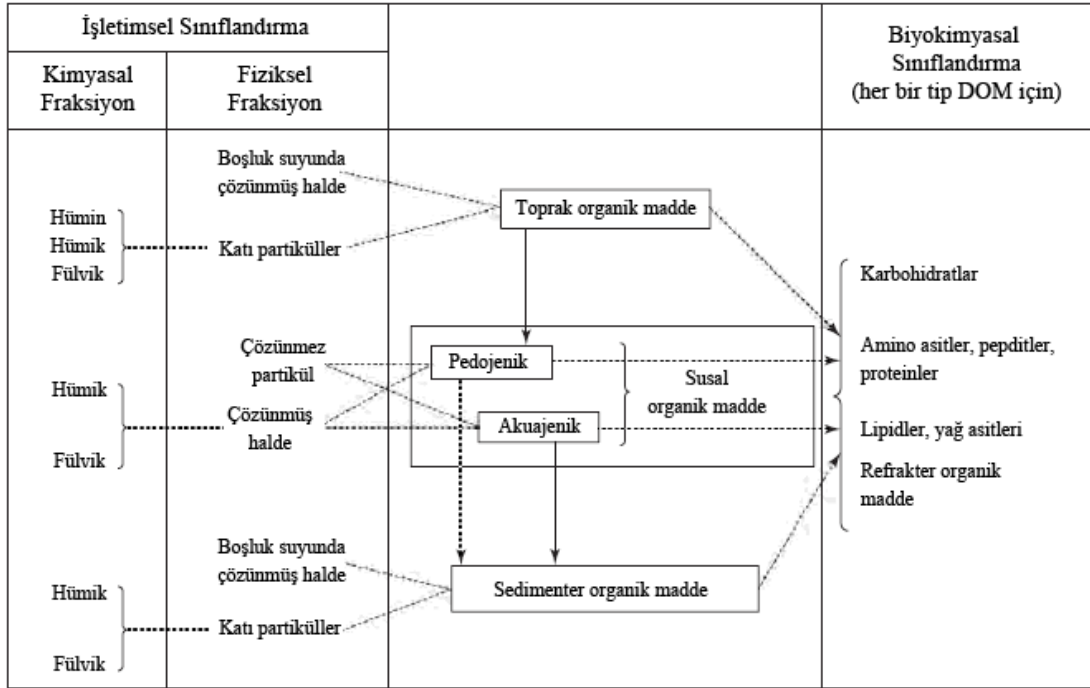 İşletimsel Sınıflandırma
Kimyasal
Fraksiyon
Fiziksel
Fraksiyon
Biyokimyasal
Sınıflandırma
(her bir tip DOM için)
Boşluk suyunda
çözünmüş halde
Toprak organik madde
Hümin
Hümik
Fülvik
Katı partiküller
Karbohidratlar
Çözünmez
partikül
Pedojenik
Amino asitler, pepditler,
proteinler
Susal
organik madde
Hümik
Çözünmüş
halde
Akuajenik
Lipidler, yağ asitleri
Fülvik
Refrakter organik
madde
Boşluk suyunda
çözünmüş halde
Sedimenter organik madde
Hümik
Katı partiküller
Fülvik